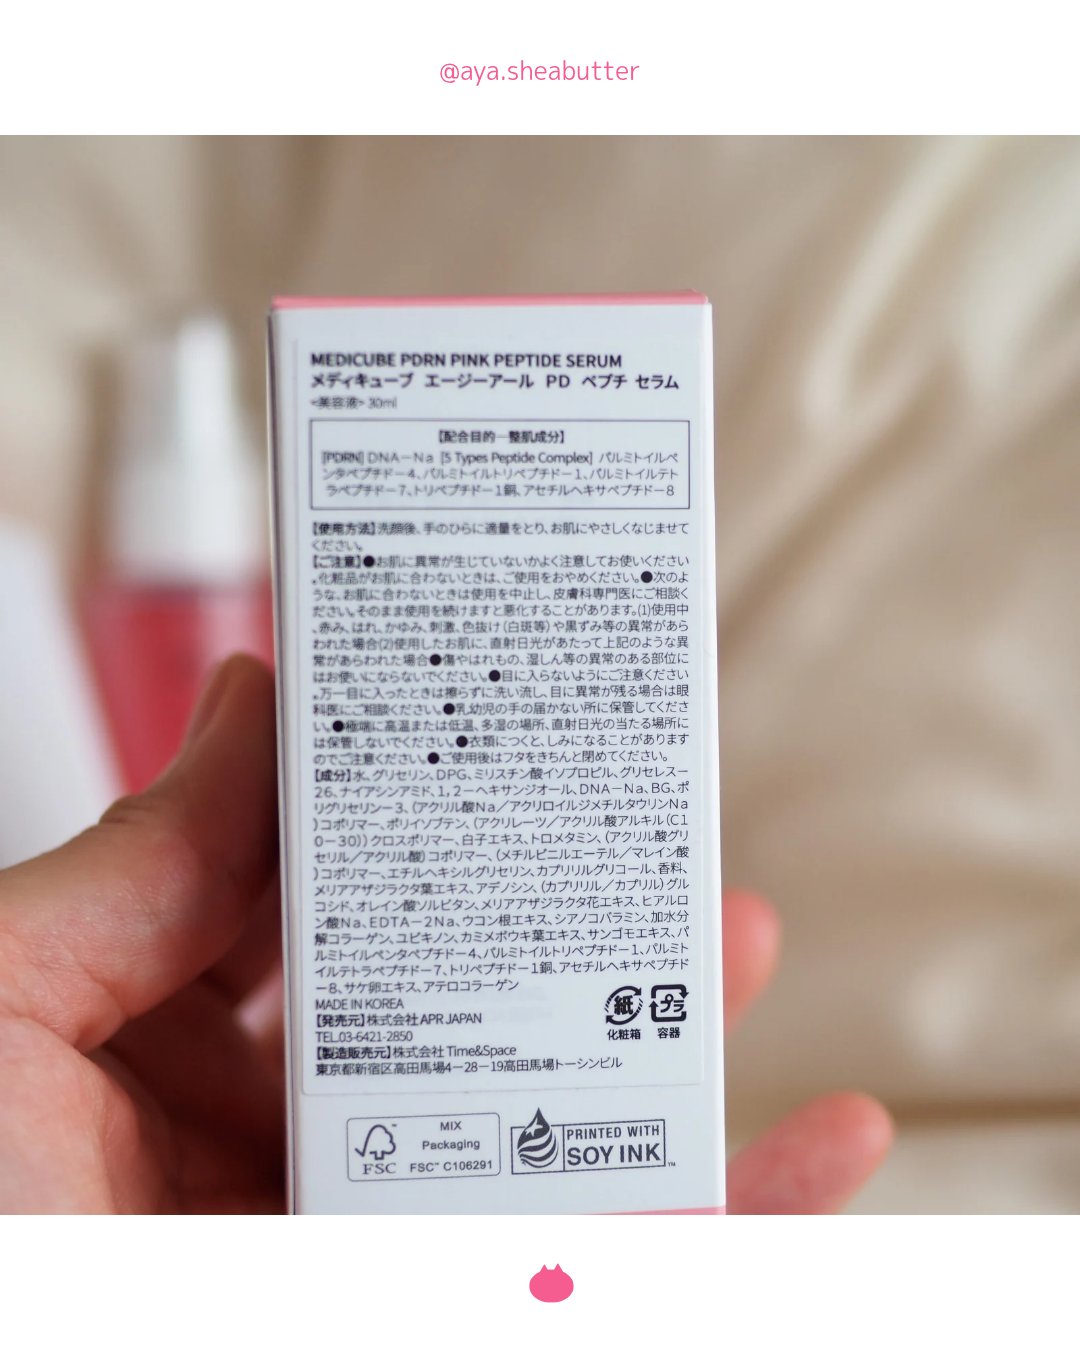 @aya.sheabutter
MEDICUBE PDRN PINK PEPTIDE SERUM
メディキューブ エージーアール PD ペプチ セラム
<美容液> 30ml
【配合目的―整肌成分】
[PDRN] DNA－Na [5 Types Peptide Complex] パルミトイルペ
ンタペプチド－4、パルミトイルトリペプチド－1、パルミトイルテト
ラペプチド－7、トリペプチド－1銅、アセチルヘキサペプチド－8
【使用方法】洗顔後、手のひらに適量をとり、お肌にやさしくなじませて
ください。
【ご注意】●お肌に異常が生じていないかよく注意してお使いください
。化粧品がお肌に合わないときは、ご使用をおやめください。●次のよ
うな、お肌に合わないときは使用を中止し、皮膚科専門医にご相談く
ださい。そのまま使用を続けますと悪化することがあります。(1)使用中
、赤み、はれ、かゆみ、刺激、色抜け（白斑等）や黒ずみ等の異常があら
われた場合(2)使用したお肌に、直射日光があたって上記のような異
常があらわれた場合●傷やはれもの、湿しん等の異常のある部位に
はお使いにならないでください。●目に入らないようにご注意ください
。万一目に入ったときは擦らずに洗い流し、目に異常が残る場合は眼
科医にご相談ください。●乳幼児の手の届かない所に保管してくださ
い。●極端に高温または低温、多湿の場所、直射日光の当たる場所に
は保管しないでください。●衣類につくと、しみになることがあります
のでご注意ください。●ご使用後はフタをきちんと閉めてください。
【成分】水、グリセリン、DPG、ミリスチン酸イソプロピル、グリセレス－
26、ナイアシンアミド、1，2－ヘキサンジオール、DNA－Na、BG、ポ
リグリセリン－3、（アクリル酸Na／アクリロイルジメチルタウリンNa
）コポリマー、ポリイソブテン、（アクリレーツ／アクリル酸アルキル（C1
0－30））クロスポリマー、白子エキス、トロメタミン、（アクリル酸グリ
セリル／アクリル酸）コポリマー、（メチルビニルエーテル／マレイン酸
）コポリマー、エチルヘキシルグリセリン、カプリリルグリコール、香料、
メリアアザジラクタ葉エキス、アデノシン、（カプリリル／カプリル）グル
コシド、オレイン酸ソルビタン、メリアアザジラクタ花エキス、ヒアルロ
ン酸Na、EDTA－2Na、ウコン根エキス、シアノコバラミン、加水分
解コラーゲン、ユビキノン、カミメボウキ葉エキス、サンゴモエキス、パ
ルミトイルペンタペプチド－4、パルミトイルトリペプチド－1、パルミト
イルテトラペプチド－7、トリペプチド－1銅、アセチルヘキサペプチド
－8、サケ卵エキス、アテロコラーゲン
MADE IN KOREA
【発売元】株式会社 APR JAPAN
TEL.03-6421-2850
【製造販売元】株式会社 Time&Space
東京都新宿区高田馬場4－28－19高田馬場トーシンビル
紙
化粧箱
プラ
容器
FSC
MIX
Packaging
FSC™ C106291
PRINTED WITH
SOY INK™